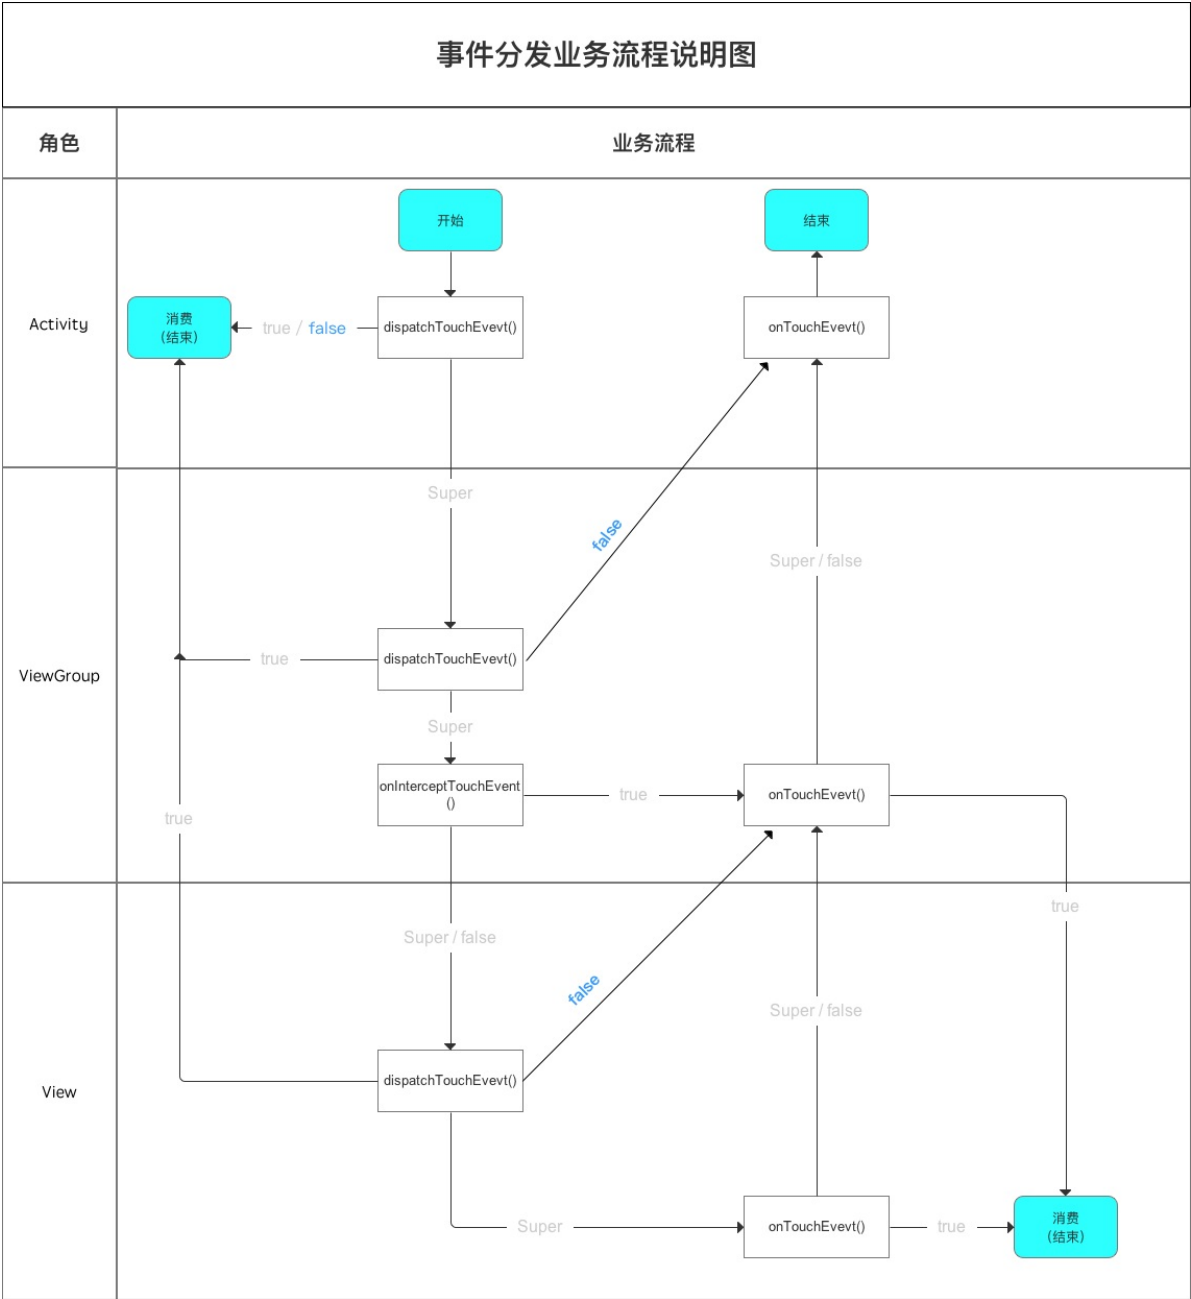 事件分发业务流程说明图
角色
业务流程
开始
结束
Activity
消费
(结束)
true / false
dispatchTouchEvevt()
onTouchEvevt()
Super
false
Super / false
ViewGroup
true
dispatchTouchEvevt()
Super
onInterceptTouchEvent
()
true
onTouchEvevt()
true
true
Super / false
false
Super / false
View
dispatchTouchEvevt()
Super
onTouchEvevt()
true
消费
(结束)